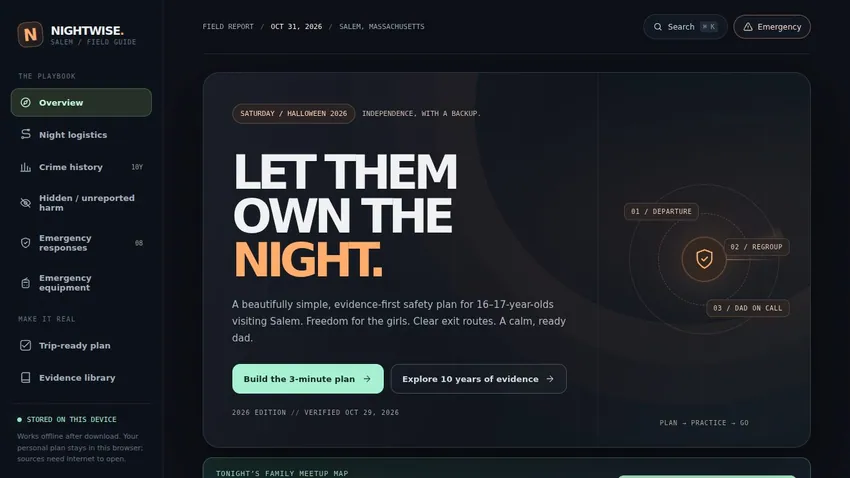 N
NIGHTWISE.
SALEM / FIELD GUIDE
THE PLAYBOOK
Overview
Night logistics
Crime history 10Y
Hidden / unreported
harm
Emergency
responses 08
Emergency
equipment
MAKE IT REAL
Trip-ready plan
Evidence library
STORED ON THIS DEVICE
Works offline after download. Your
personal plan stays in this browser;
sources need internet to open.
FIELD REPORT / OCT 31, 2026 / SALEM, MASSACHUSETTS
Search ⌘ K
Emergency
SATURDAY / HALLOWEEN 2026 INDEPENDENCE, WITH A BACKUP.
LET THEM
OWN THE
NIGHT.
A beautifully simple, evidence-first safety plan for 16–17-year-olds
visiting Salem. Freedom for the girls. Clear exit routes. A calm, ready
dad.
Build the 3-minute plan →
Explore 10 years of evidence →
2026 EDITION // VERIFIED OCT 29, 2026
01 / DEPARTURE
02 / REGROUP
03 / DAD ON CALL
PLAN → PRACTICE → GO
TONIGHT'S FAMILY MEETUP MAP